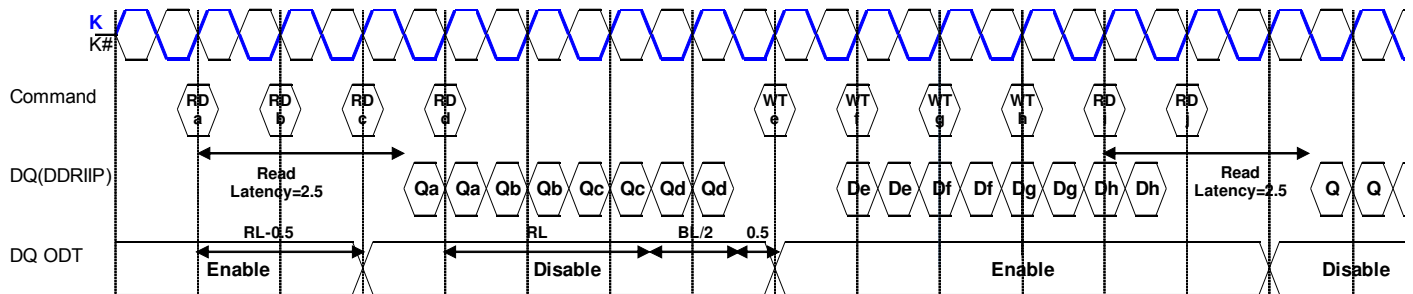 K
K#
Command
RD a RD b RD c RD d WT e WT f WT g WT h RD i RD j
DQ(DDRIIP)
Read
Latency=2.5
Qa Qa Qb Qb Qc Qc Qd Qd De De Df Df Dg Dg Dh Dh
Read
Latency=2.5
Q Q
DQ ODT
RL-0.5 RL BL/2 0.5
Enable Disable Enable Disable